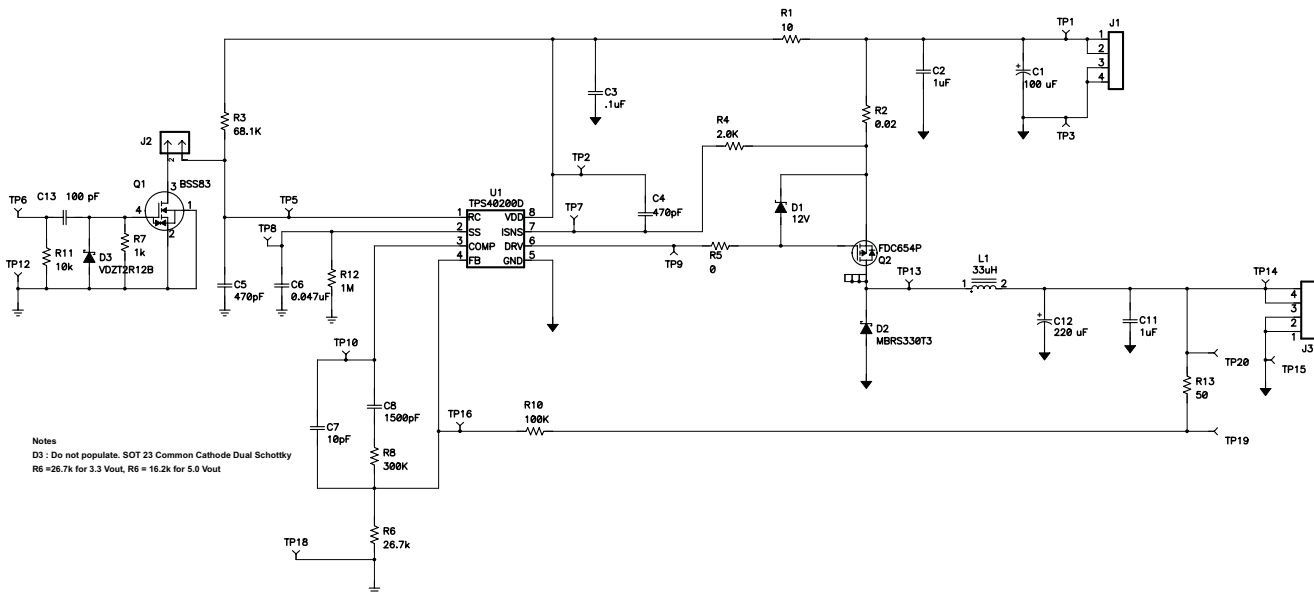 R1
10
TP1
J1
1
2
3
4
C3
.1uF
C2
1uF
+
C1
100 uF
R3
68.1K
R2
0.02
TP3
R4
2.0K
J2
2
TP2
Q1
3
BSS83
C13 100 pF
4
1
2
TP6
U1
TPS40200D
C4
470pF
D1
12V
TP5
TP7
1 RC VDD 8
2 SS ISNS 7
3 COMP DRV 6
4 FB GND 5
TP8
R11
10k
D3
VDZT2R12B
R7
1k
FDC654P
Q2
TP12
TP9
R5
0
R12
1M
C5
470pF
C6
0.047uF
TP13
L1
33uH
1
2
TP14
4
3
2
1
J3
+
C12
220 uF
C11
1uF
D2
MBRS330T3
TP10
TP20
TP15
R13
50
C8
1500pF
C7
10pF
TP16
R10
100K
TP19
R8
300K
Notes
D3 : Do not populate. SOT 23 Common Cathode Dual Schottky
R6 =26.7k for 3.3 Vout, R6 = 16.2k for 5.0 Vout
R6
26.7k
TP18